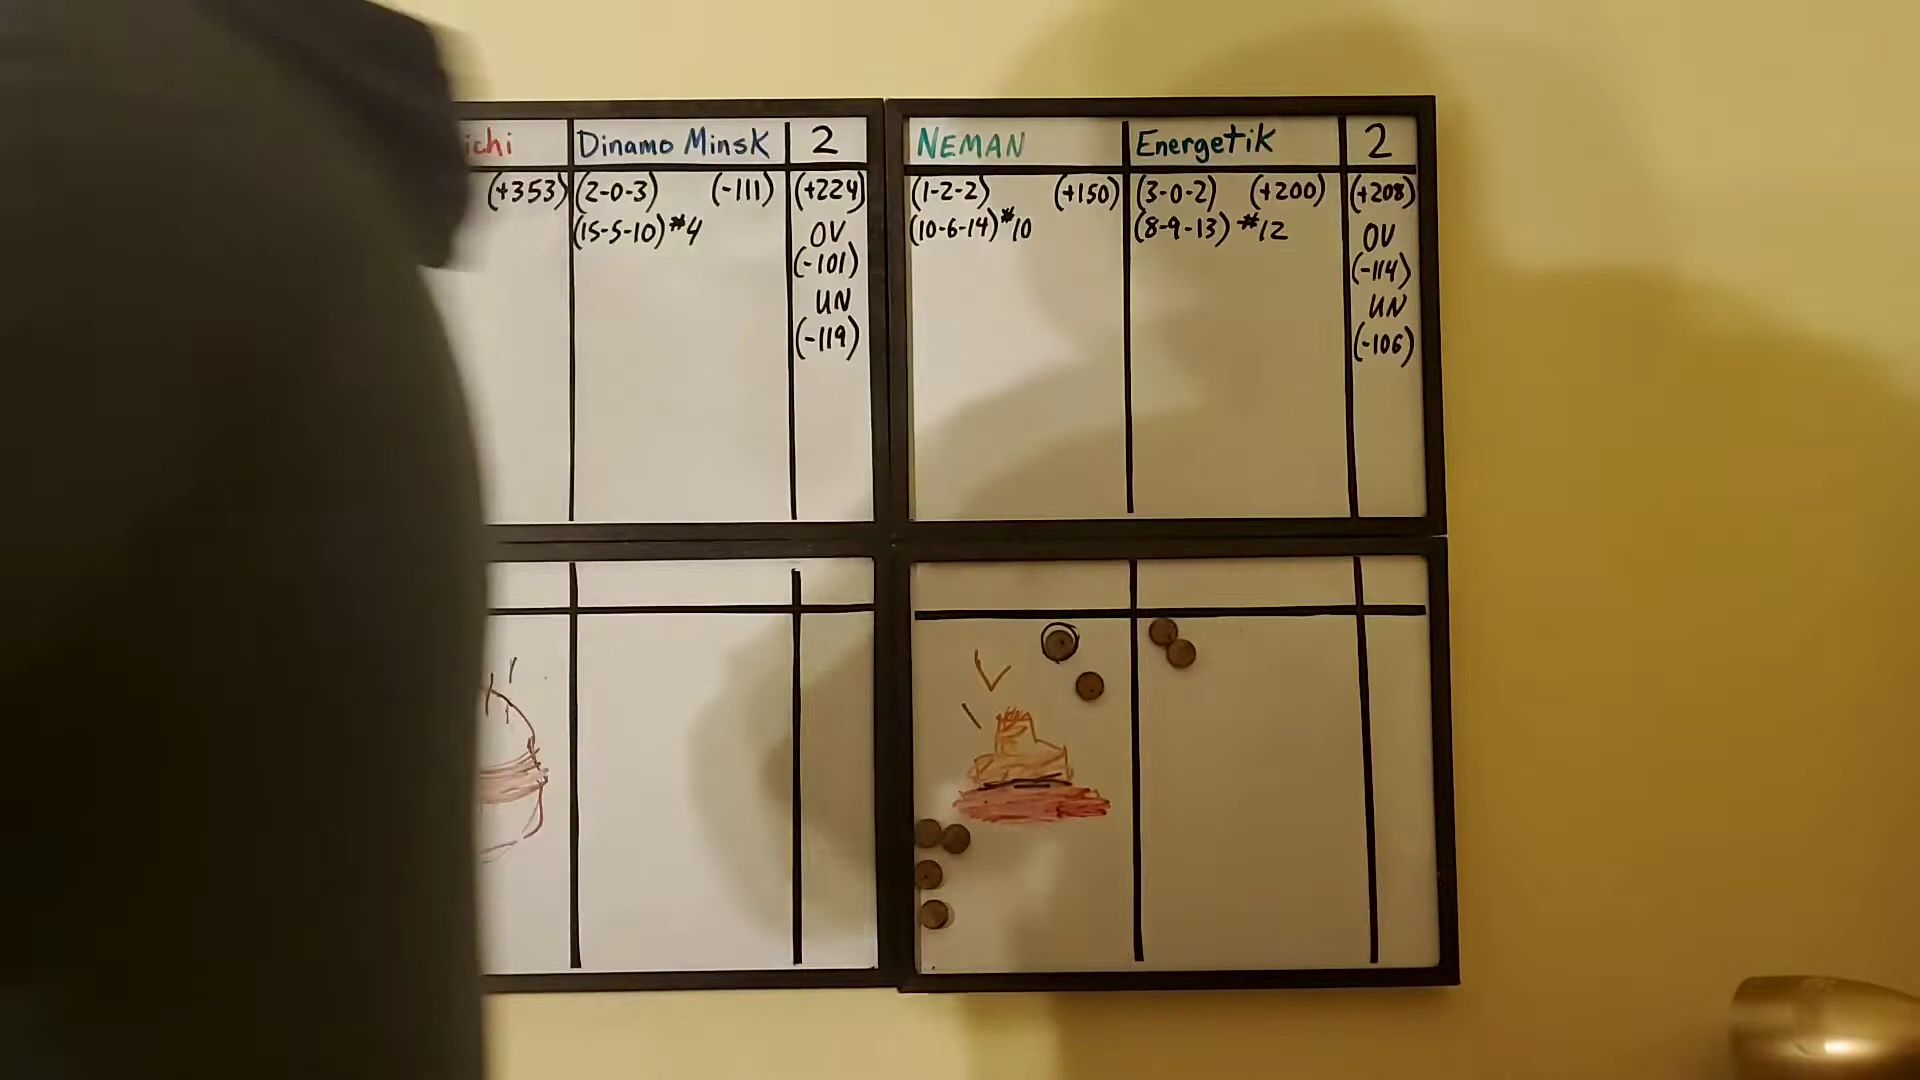 ichi Dinamo Minsk 2
(+353) (2-0-3) (-111) (+224)
(15-5-10) #4 OV
(-101)
UN
(-119)
NEMAN Energetik 2
(1-2-2) (+150) (3-0-2) (+200) (+208)
(10-6-14) #10 (8-9-13) #12 OV
(-114)
UN
(-106)